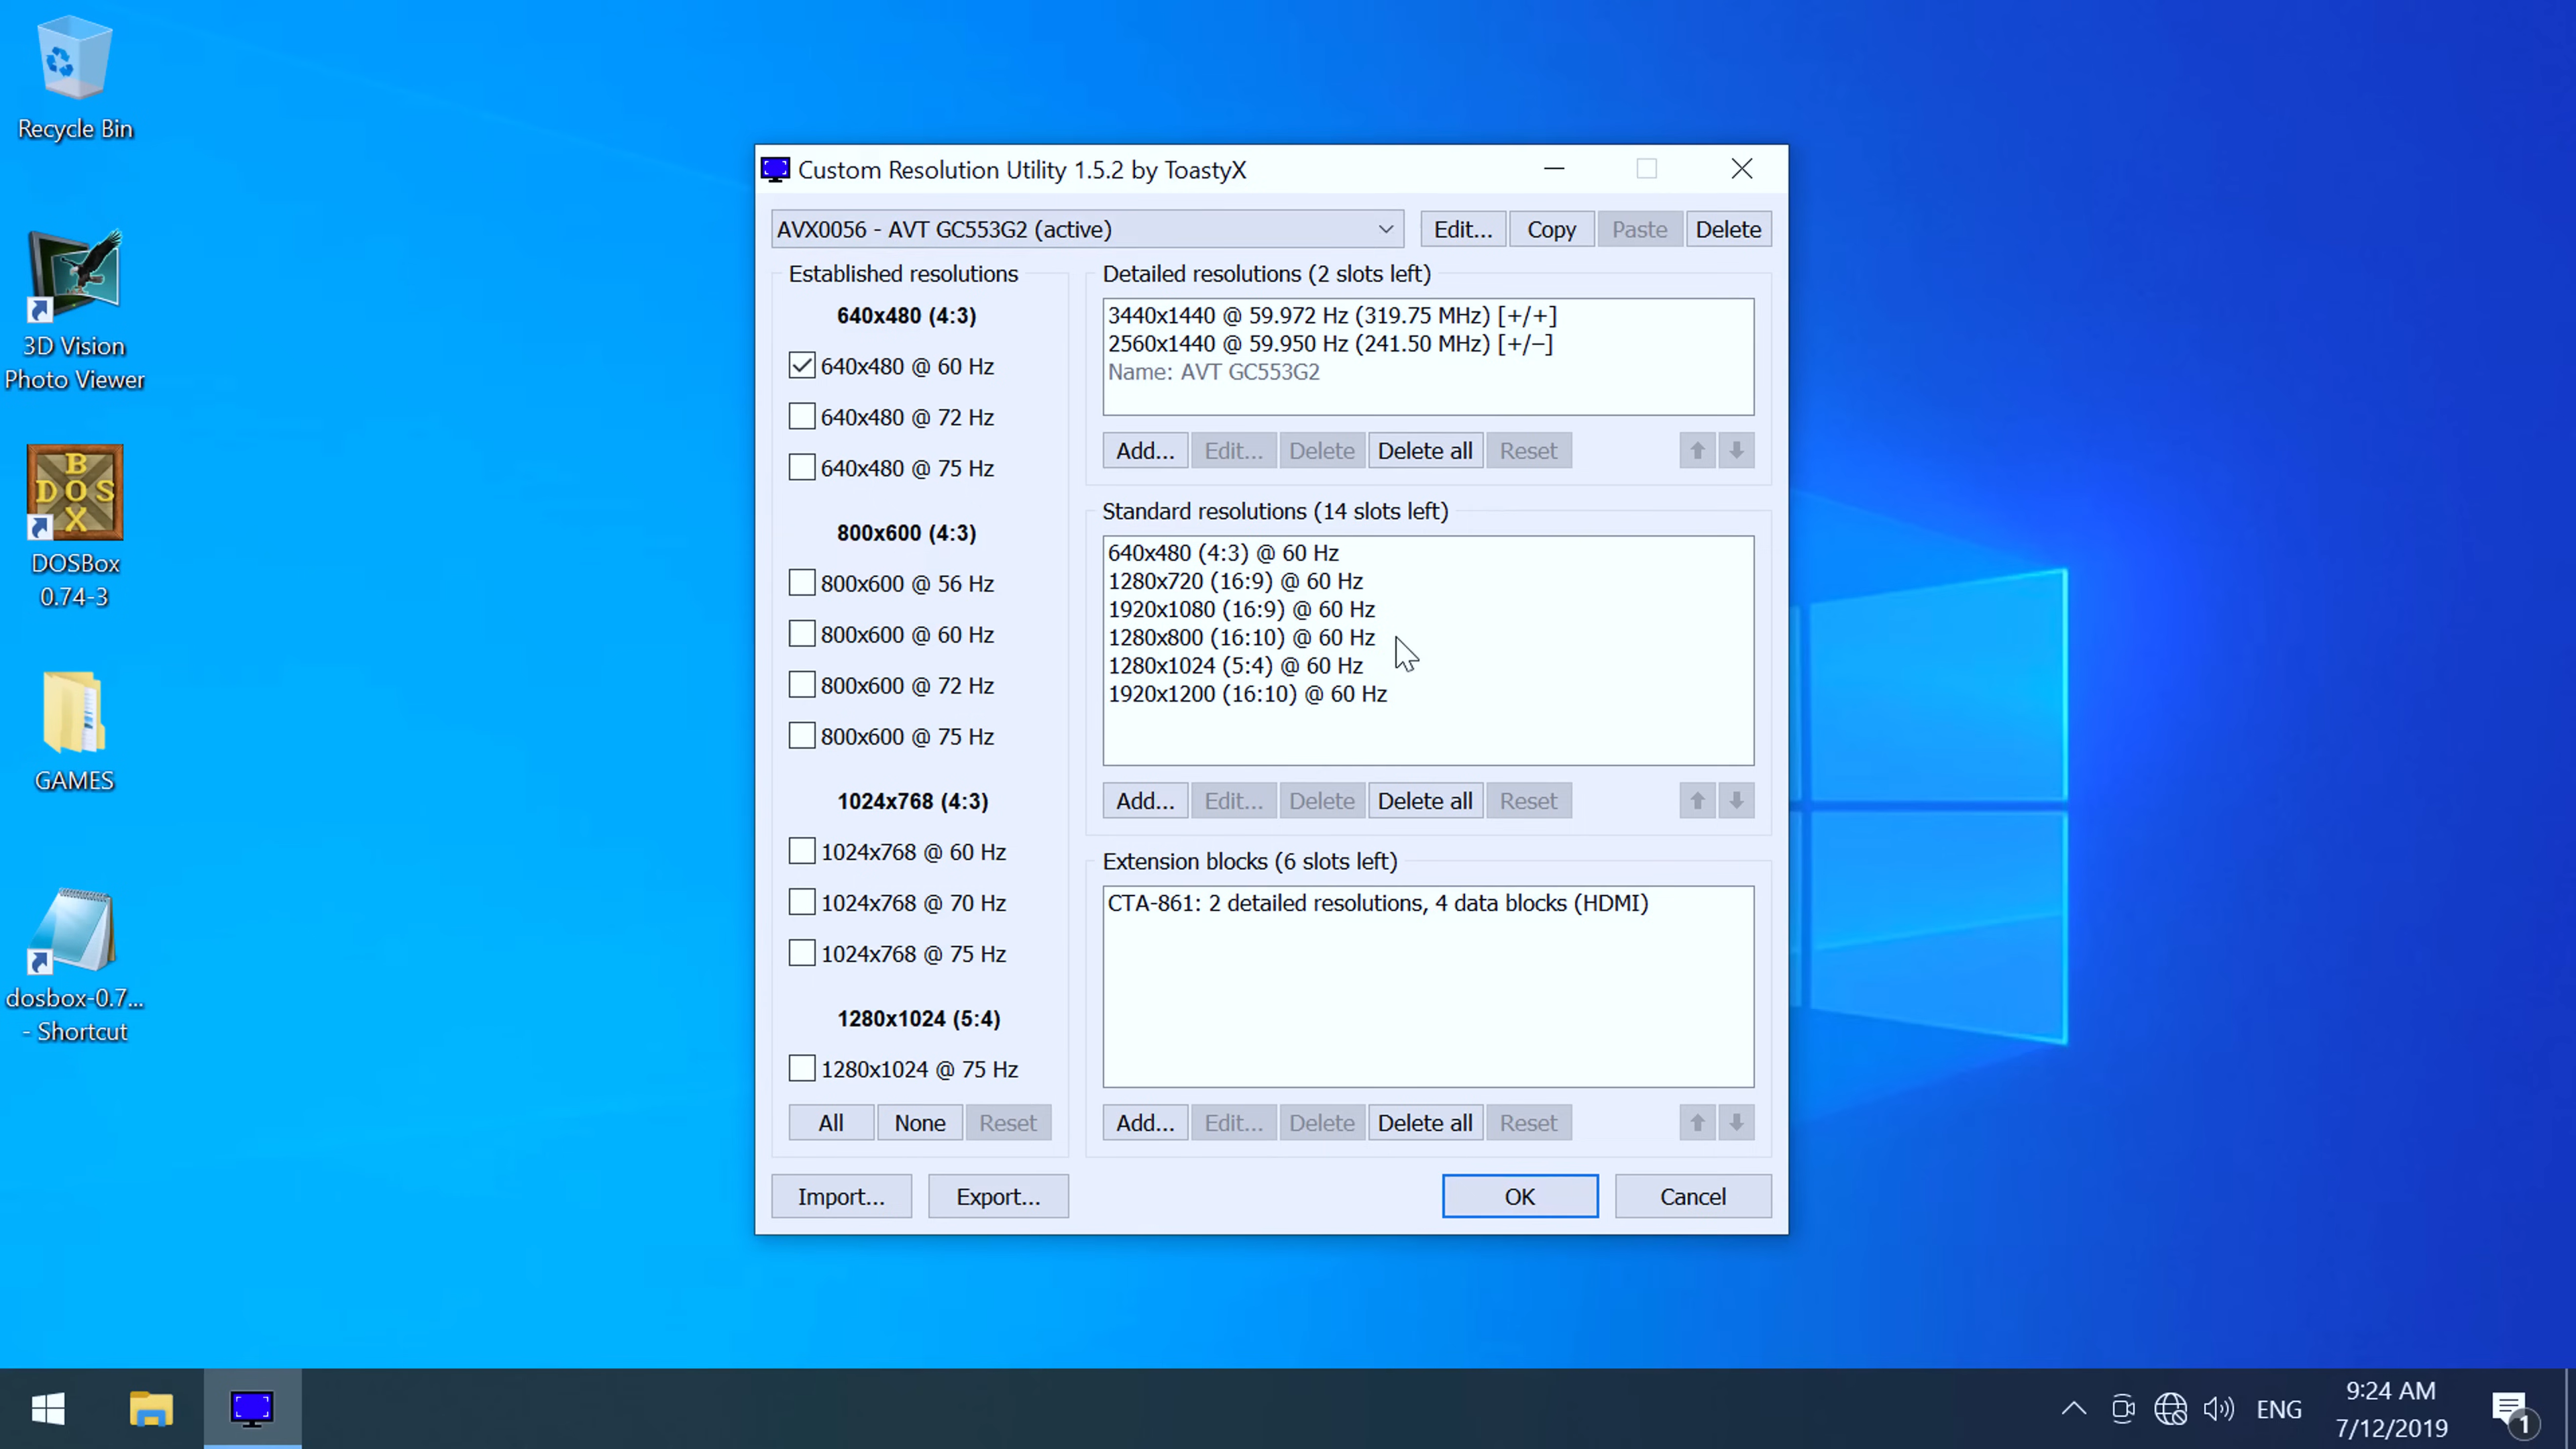 Recycle Bin
3D Vision
Photo Viewer
B
DOS
X
DOSBox
0.74-3
GAMES
dosbox-0.7...
- Shortcut
Custom Resolution Utility 1.5.2 by ToastyX
AVX0056 - AVT GC553G2 (active)
Edit...
Copy
Paste
Delete
Established resolutions
640x480 (4:3)
640x480 @ 60 Hz
640x480 @ 72 Hz
640x480 @ 75 Hz
800x600 (4:3)
800x600 @ 56 Hz
800x600 @ 60 Hz
800x600 @ 72 Hz
800x600 @ 75 Hz
1024x768 (4:3)
1024x768 @ 60 Hz
1024x768 @ 70 Hz
1024x768 @ 75 Hz
1280x1024 (5:4)
1280x1024 @ 75 Hz
All
None
Reset
Detailed resolutions (2 slots left)
3440x1440 @ 59.972 Hz (319.75 MHz) [+/+]
2560x1440 @ 59.950 Hz (241.50 MHz) [+/−]
Name: AVT GC553G2
Add...
Edit...
Delete
Delete all
Reset
Standard resolutions (14 slots left)
640x480 (4:3) @ 60 Hz
1280x720 (16:9) @ 60 Hz
1920x1080 (16:9) @ 60 Hz
1280x800 (16:10) @ 60 Hz
1280x1024 (5:4) @ 60 Hz
1920x1200 (16:10) @ 60 Hz
Add...
Edit...
Delete
Delete all
Reset
Extension blocks (6 slots left)
CTA-861: 2 detailed resolutions, 4 data blocks (HDMI)
Add...
Edit...
Delete
Delete all
Reset
Import...
Export...
OK
Cancel
ENG
9:24 AM
7/12/2019
1